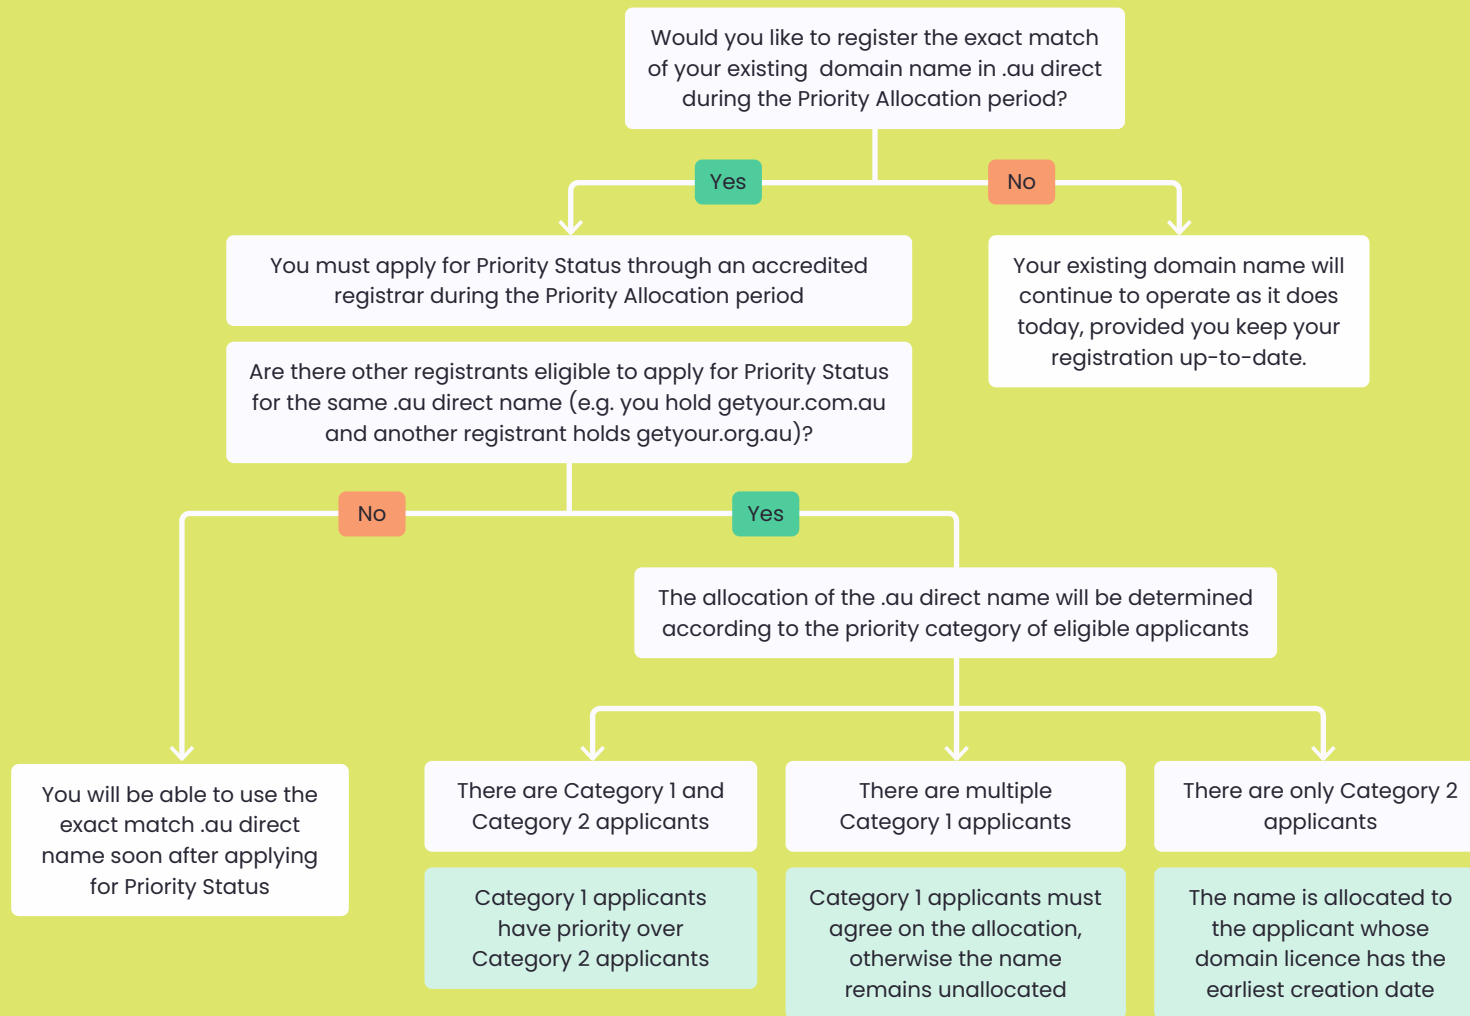 Would you like to register the exact match
of your existing domain name in .au direct
during the Priority Allocation period?
Yes
No
You must apply for Priority Status through an accredited
registrar during the Priority Allocation period
Your existing domain name will
continue to operate as it does
today, provided you keep your
registration up-to-date.
Are there other registrants eligible to apply for Priority Status
for the same .au direct name (e.g. you hold getyour.com.au
and another registrant holds getyour.org.au)?
No
Yes
The allocation of the .au direct name will be determined
according to the priority category of eligible applicants
You will be able to use the
exact match .au direct
name soon after applying
for Priority Status
There are Category 1 and
Category 2 applicants
Category 1 applicants
have priority over
Category 2 applicants
There are multiple
Category 1 applicants
Category 1 applicants must
agree on the allocation,
otherwise the name
remains unallocated
There are only Category 2
applicants
The name is allocated to
the applicant whose
domain licence has the
earliest creation date